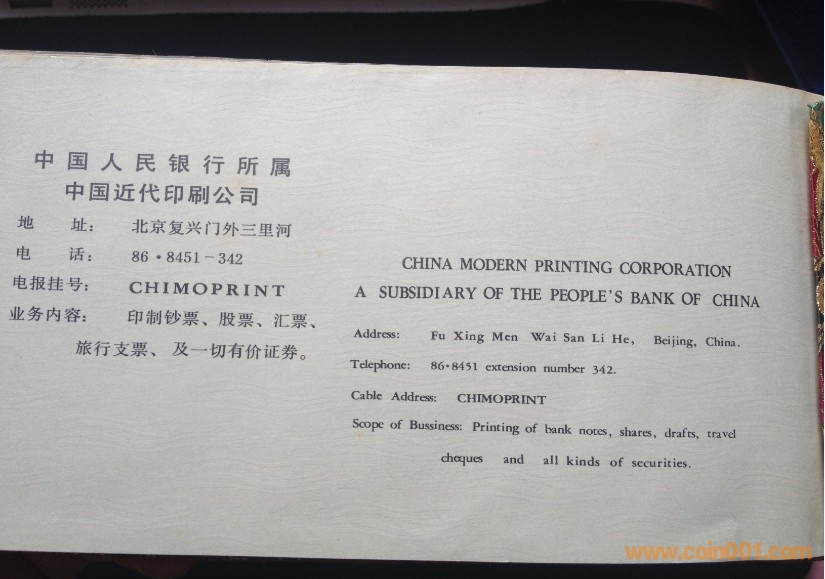 中国人民银行所属
中国近代印刷公司
地 址： 北京复兴门外三里河
电 话： 86·8451-342
电报挂号： CHIMOPRINT
业务内容： 印制钞票、股票、汇票、
旅行支票、及一切有价证券。
CHINA MODERN PRINTING CORPORATION
A SUBSIDIARY OF THE PEOPLE'S BANK OF CHINA
Address: Fu Xing Men Wai San Li He, Beijing, China.
Telephone: 86·8451 extension number 342.
Cable Address: CHIMOPRINT
Scope of Bussiness: Printing of bank notes, shares, drafts, travel
cheques and all kinds of securities.
www.coin001.com